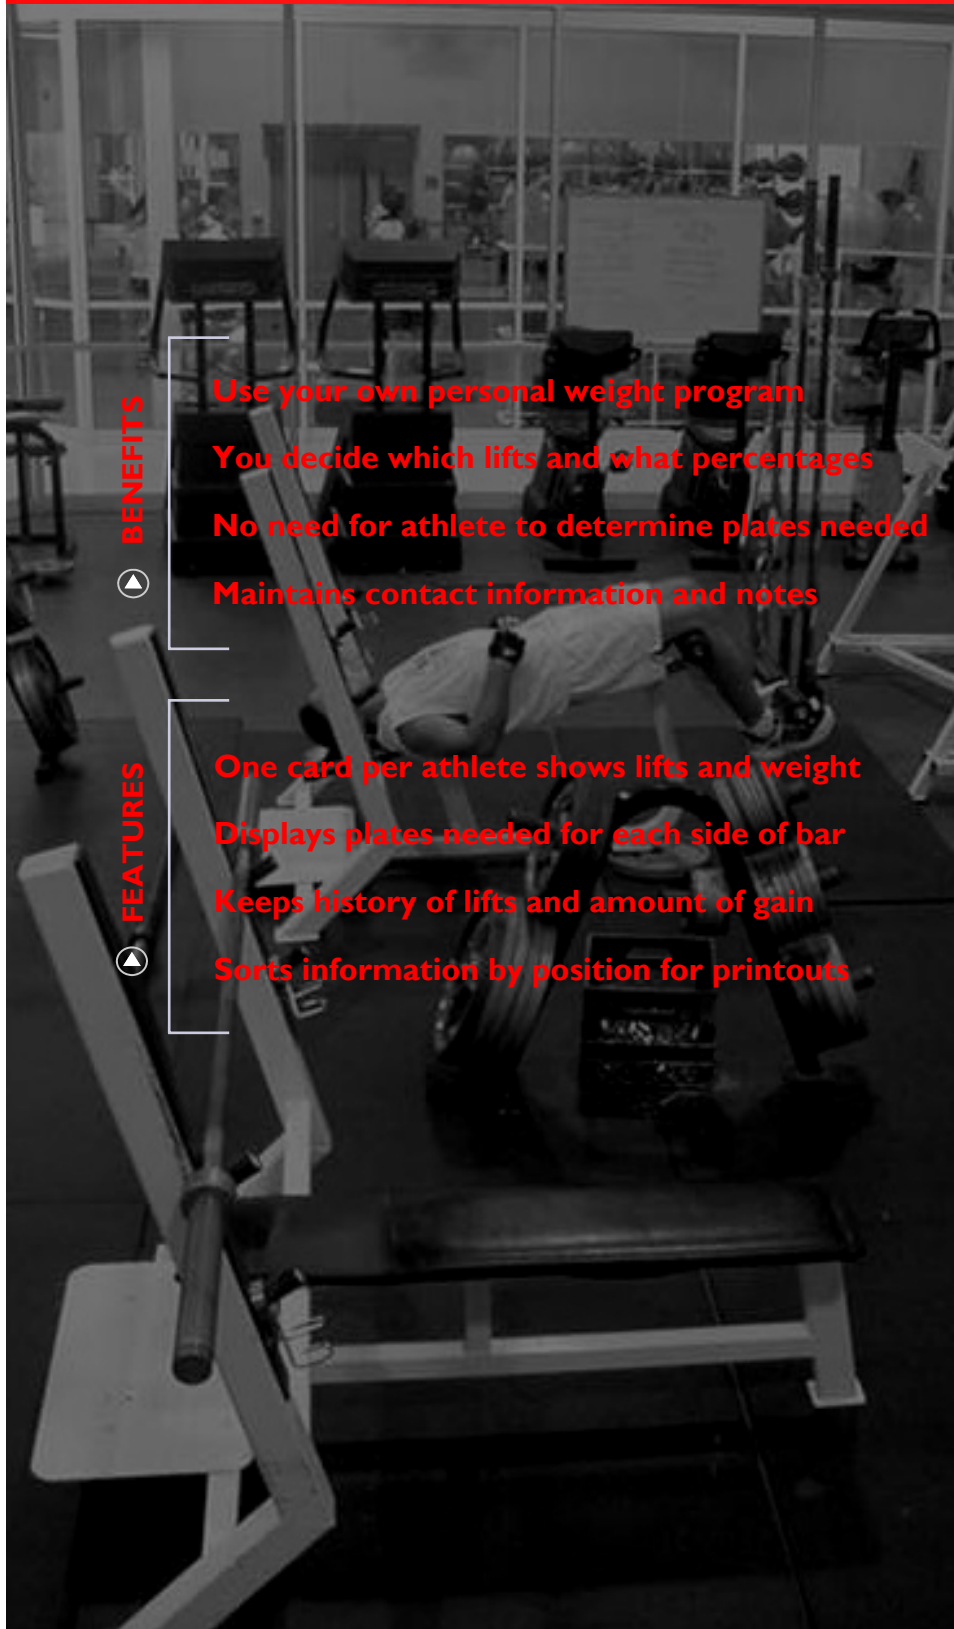 BENEFITS
Use your own personal weight program
You decide which lifts and what percentages
No need for athlete to determine plates needed
Maintains contact information and notes
FEATURES
One card per athlete shows lifts and weight
Displays plates needed for each side of bar
Keeps history of lifts and amount of gain
Sorts information by position for printouts